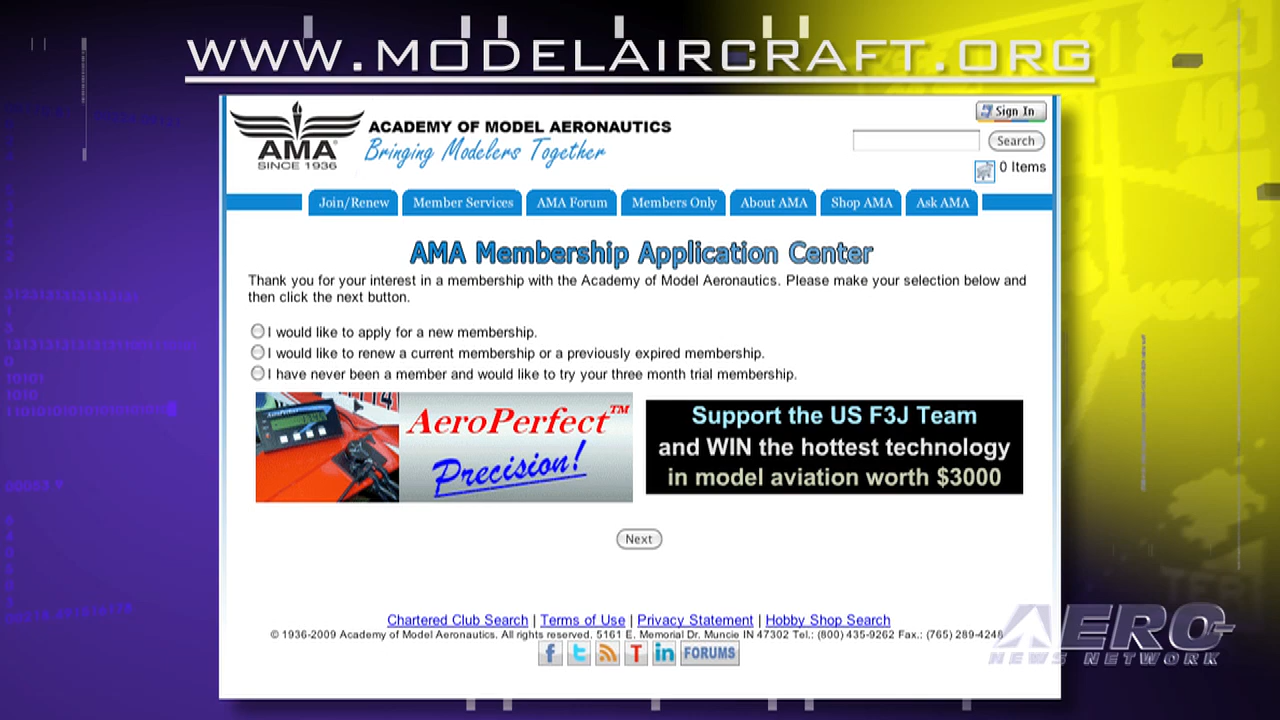 WWW.MODELAIRCRAFT.ORG
AMA®
SINCE 1936
ACADEMY OF MODEL AERONAUTICS
Bringing Modelers Together
Sign In
Search
0 Items
Join/Renew Member Services AMA Forum Members Only About AMA Shop AMA Ask AMA
AMA Membership Application Center
Thank you for your interest in a membership with the Academy of Model Aeronautics. Please make your selection below and
then click the next button.
I would like to apply for a new membership.
I would like to renew a current membership or a previously expired membership.
I have never been a member and would like to try your three month trial membership.
AeroPerfect™
Precision!
Support the US F3J Team
and WIN the hottest technology
in model aviation worth $3000
Next
Chartered Club Search | Terms of Use | Privacy Statement | Hobby Shop Search
© 1936-2009 Academy of Model Aeronautics. All rights reserved. 5161 E. Memorial Dr. Muncie IN 47302 Tel.: (800) 435-9262 Fax.: (765) 289-4248
FORUMS
AERO-
NEWS NETWORK